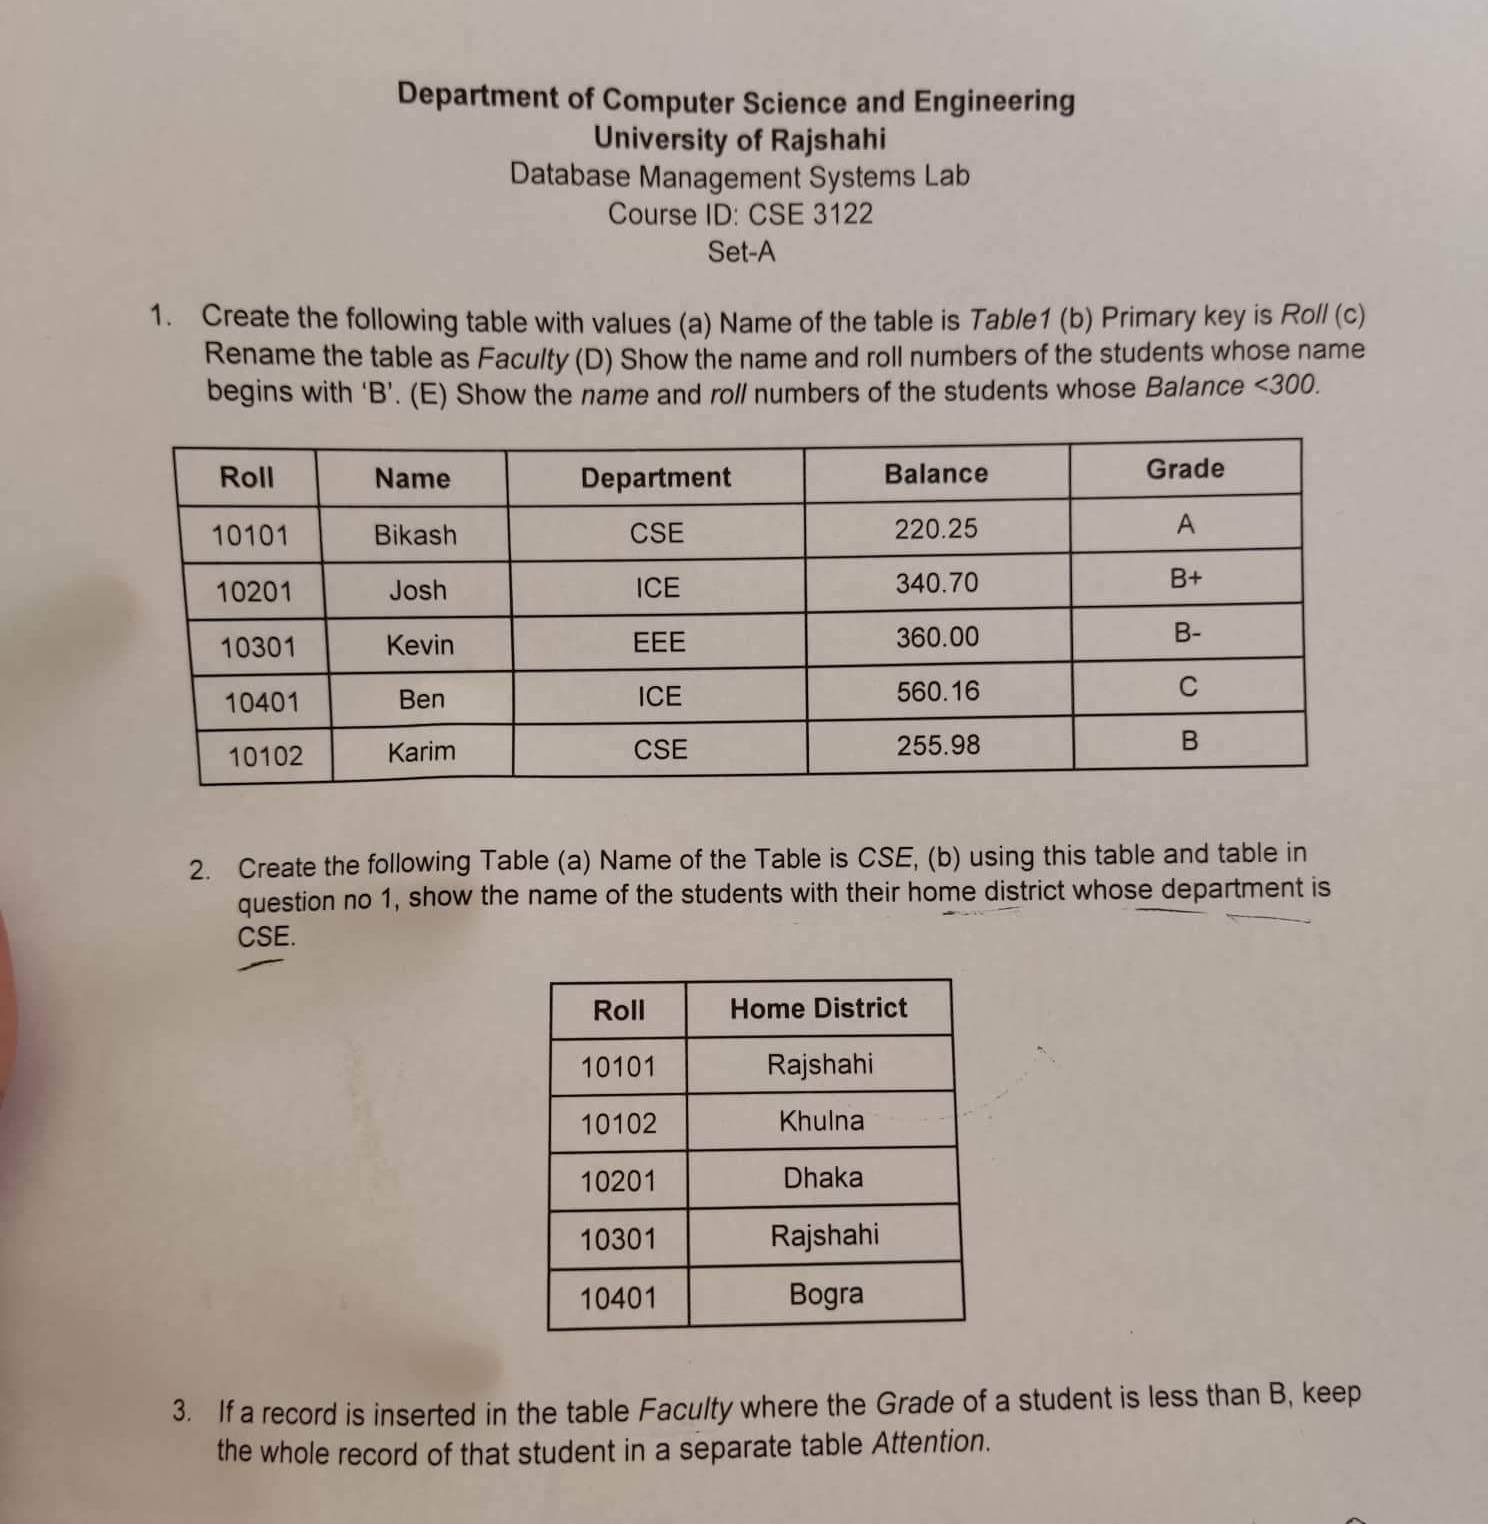 Department of Computer Science and Engineering
University of Rajshahi
Database Management Systems Lab
Course ID: CSE 3122
Set-A
1. Create the following table with values (a) Name of the table is Table1 (b) Primary key is Roll (c)
Rename the table as Faculty (D) Show the name and roll numbers of the students whose name
begins with ‘B’. (E) Show the name and roll numbers of the students whose Balance <300.
Roll Name Department Balance Grade
10101 Bikash CSE 220.25 A
10201 Josh ICE 340.70 B+
10301 Kevin EEE 360.00 B-
10401 Ben ICE 560.16 C
10102 Karim CSE 255.98 B
2. Create the following Table (a) Name of the Table is CSE, (b) using this table and table in
question no 1, show the name of the students with their home district whose department is
CSE.
Roll Home District
10101 Rajshahi
10102 Khulna
10201 Dhaka
10301 Rajshahi
10401 Bogra
3. If a record is inserted in the table Faculty where the Grade of a student is less than B, keep
the whole record of that student in a separate table Attention.